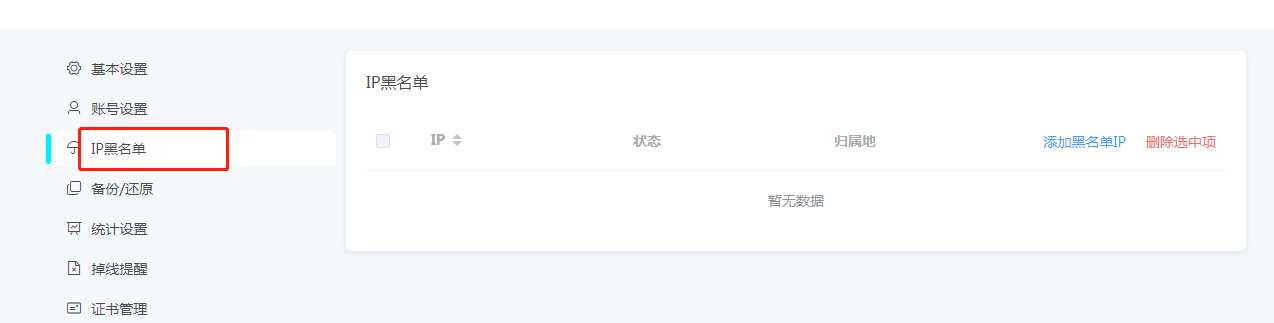 基本设置
账号设置
IP黑名单
备份/还原
统计设置
掉线提醒
证书管理
IP黑名单
IP 状态 归属地 添加黑名单IP 删除选中项
暂无数据